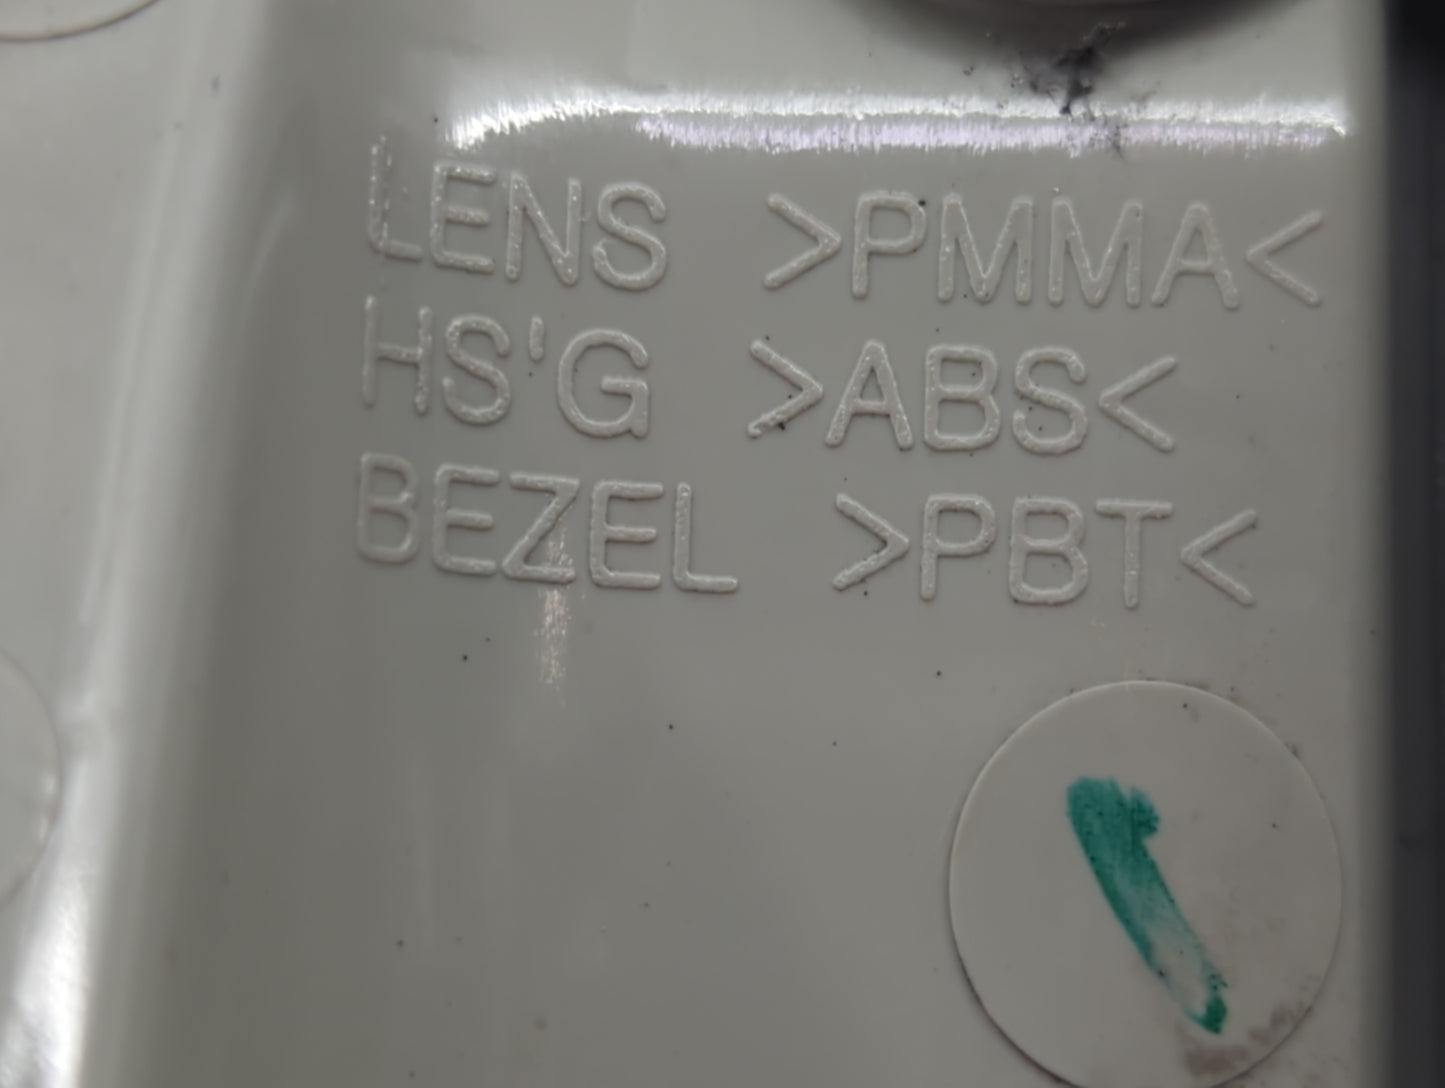 LENS >PMMA<
HS'G >ABS<
BEZEL >PBT<